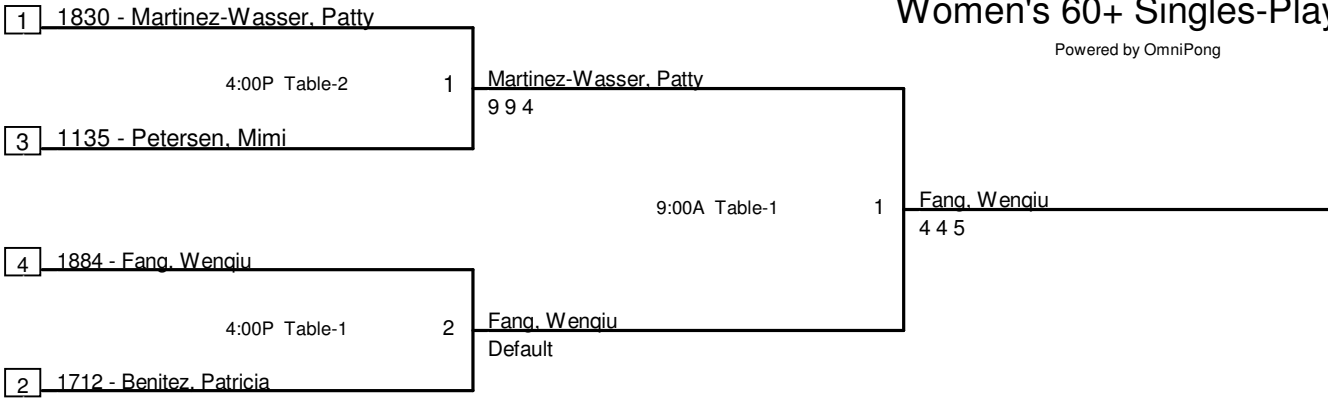 Women's 60+ Singles-Play
Powered by OmniPong
1 1830 - Martinez-Wasser, Patty
4:00P Table-2 1
Martinez-Wasser, Patty
9 9 4
3 1135 - Petersen, Mimi
9:00A Table-1 1
Fang, Wenqiu
4 4 5
4 1884 - Fang, Wenqiu
4:00P Table-1 2
Fang, Wenqiu
Default
2 1712 - Benitez, Patricia